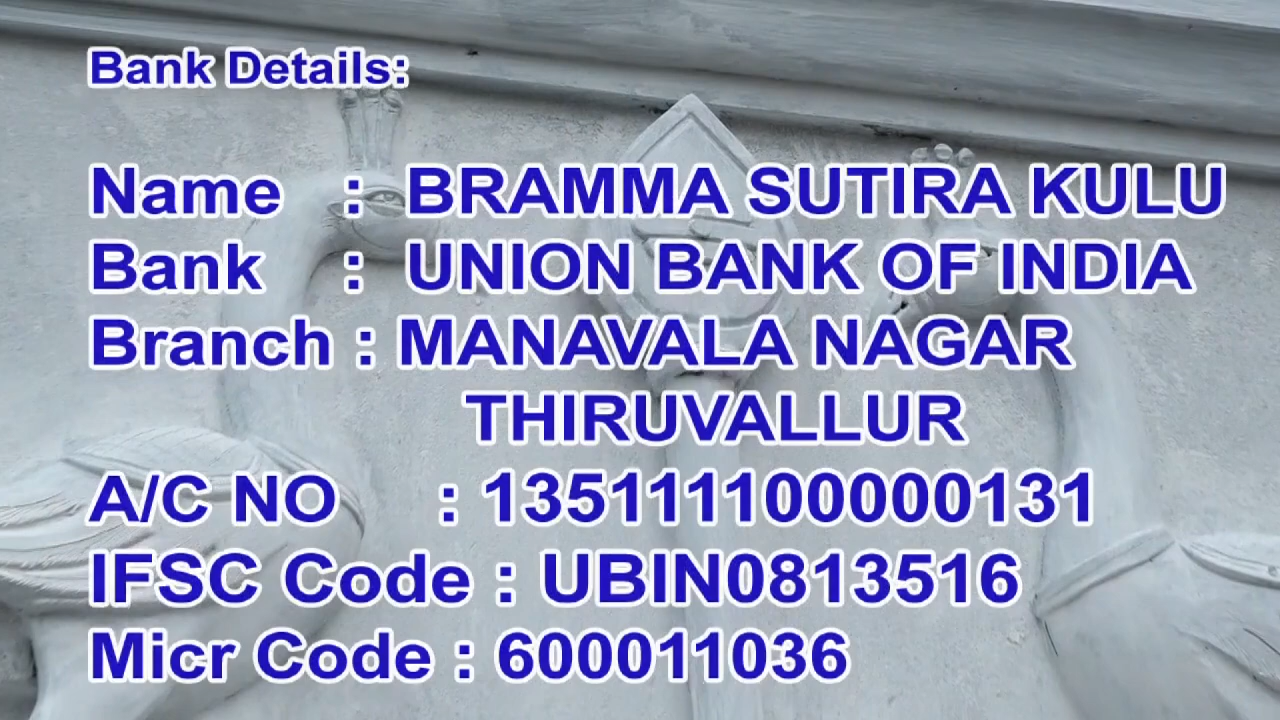 Bank Details:
Name : BRAMMA SUTIRA KULU
Bank : UNION BANK OF INDIA
Branch : MANAVALA NAGAR
THIRUVALLUR
A/C NO : 135111100000131
IFSC Code : UBIN0813516
Micr Code : 600011036